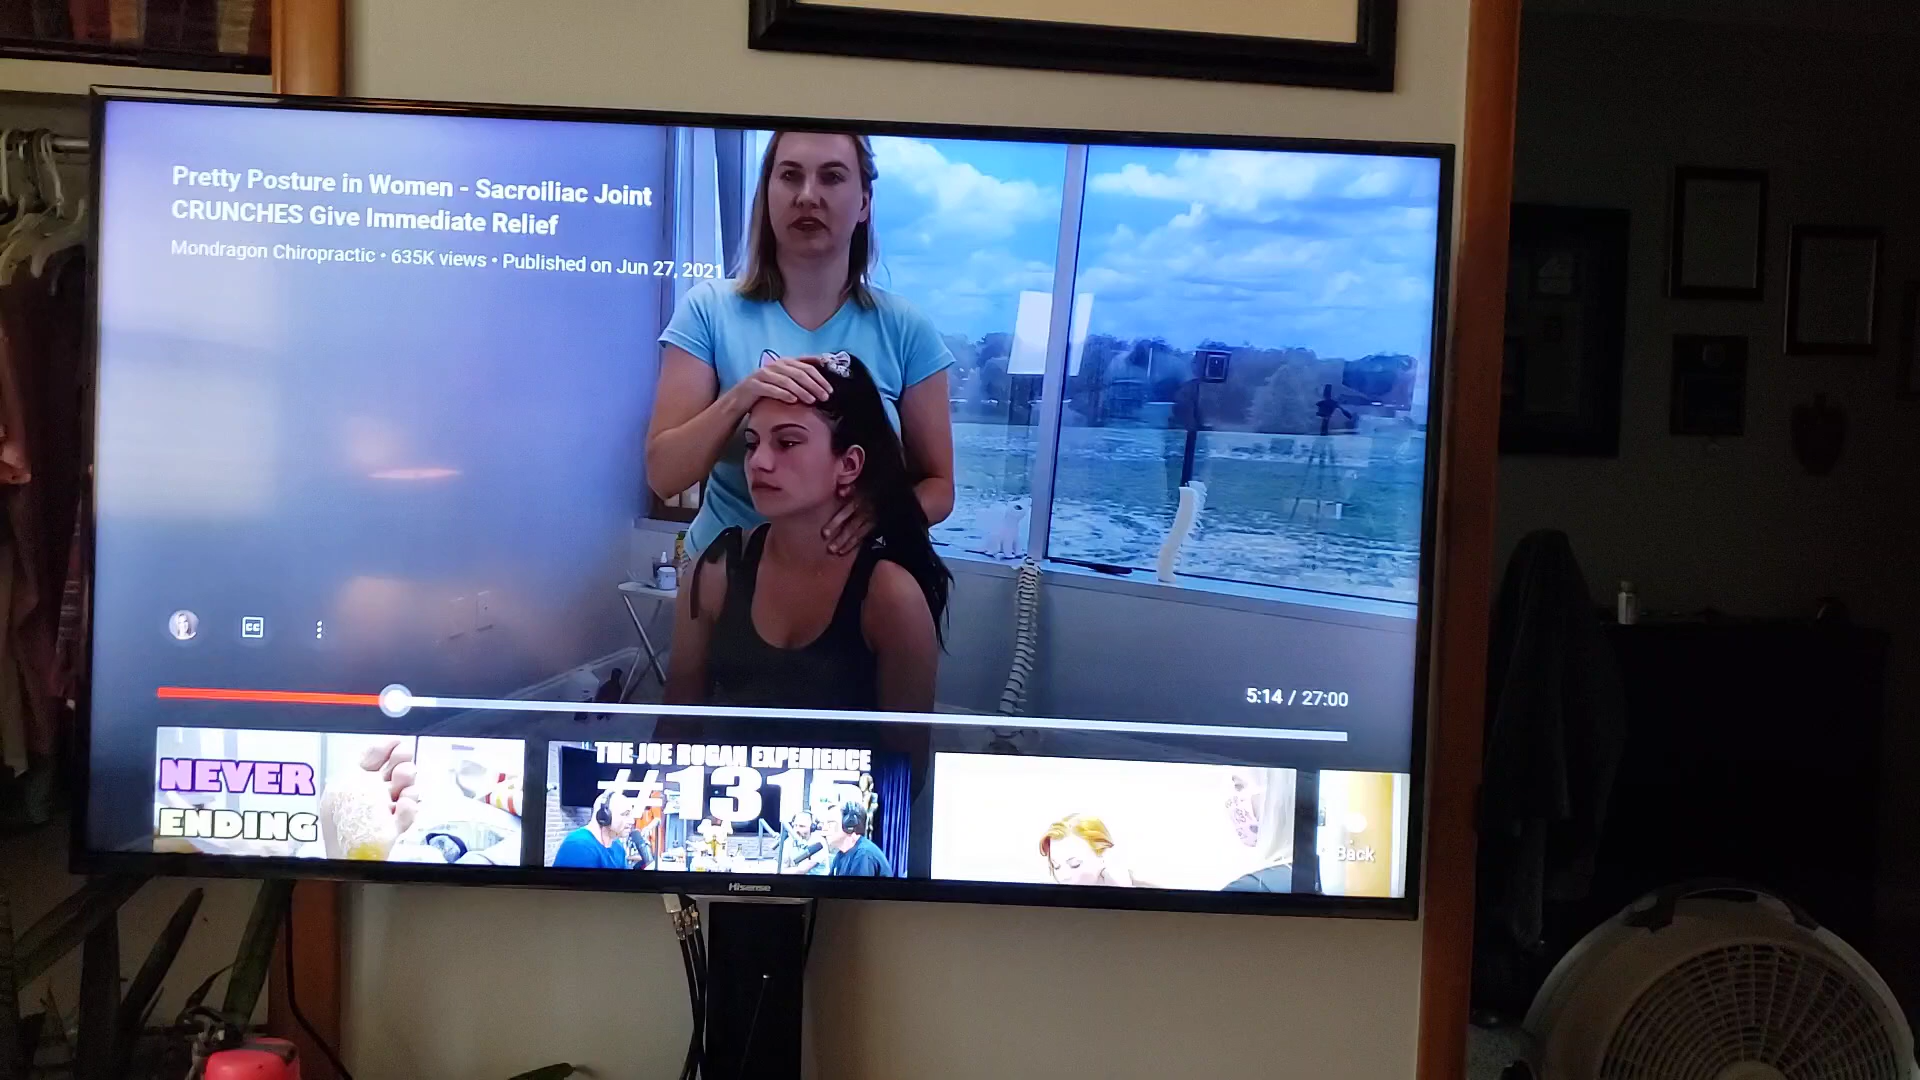 Pretty Posture in Women - Sacroiliac Joint
CRUNCHES Give Immediate Relief
Mondragon Chiropractic • 635K views • Published on Jun 27, 2021
CC
5:14 / 27:00
NEVER
ENDING
THE JOE ROGAN EXPERIENCE
#1315
Back
Hisense